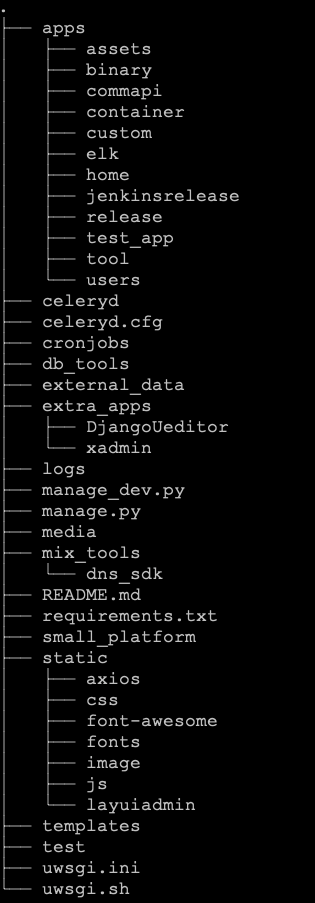 .
├── apps
│   ├── assets
│   ├── binary
│   ├── commapi
│   ├── container
│   ├── custom
│   ├── elk
│   ├── home
│   ├── jenkinsrelease
│   ├── release
│   ├── test_app
│   ├── tool
│   └── users
├── celeryd
├── celeryd.cfg
├── cronjobs
├── db_tools
├── external_data
├── extra_apps
│   ├── DjangoUeditor
│   └── xadmin
├── logs
├── manage_dev.py
├── manage.py
├── media
├── mix_tools
│   └── dns_sdk
├── README.md
├── requirements.txt
├── small_platform
├── static
│   ├── axios
│   ├── css
│   ├── font-awesome
│   ├── fonts
│   ├── image
│   ├── js
│   └── layuiadmin
├── templates
├── test
├── uwsgi.ini
└── uwsgi.sh